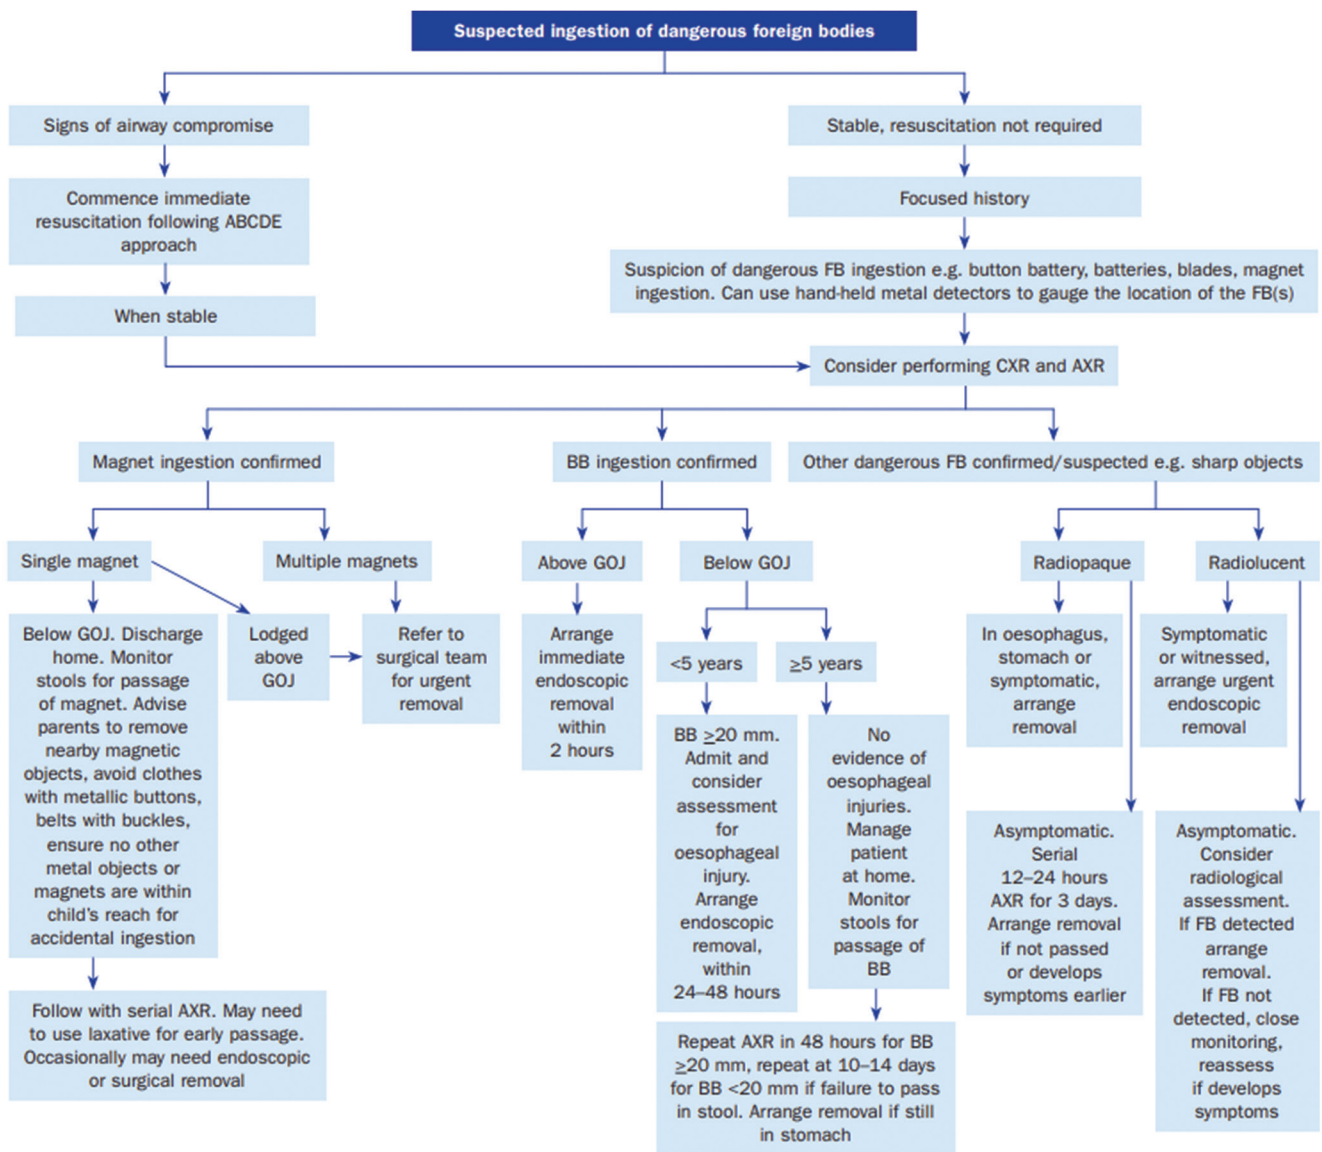 Suspected ingestion of dangerous foreign bodies
Signs of airway compromise
Stable, resuscitation not required
Commence immediate
resuscitation following ABCDE
approach
Focused history
Suspicion of dangerous FB ingestion e.g. button battery, batteries, blades, magnet
ingestion. Can use hand-held metal detectors to gauge the location of the FB(s)
When stable
Consider performing CXR and AXR
Magnet ingestion confirmed
BB ingestion confirmed
Other dangerous FB confirmed/suspected e.g. sharp objects
Single magnet
Multiple magnets
Above GOJ
Below GOJ
Radiopaque
Radiolucent
Below GOJ. Discharge
home. Monitor
stools for passage
of magnet. Advise
parents to remove
nearby magnetic
objects, avoid clothes
with metallic buttons,
belts with buckles,
ensure no other
metal objects or
magnets are within
child's reach for
accidental ingestion
Lodged
above
GOJ
Refer to
surgical team
for urgent
removal
Arrange
immediate
endoscopic
removal
within
2 hours
<5 years
≥5 years
In oesophagus,
stomach or
symptomatic,
arrange
removal
Symptomatic
or witnessed,
arrange urgent
endoscopic
removal
BB ≥20 mm.
Admit and
consider
assessment
for
oesophageal
injury.
Arrange
endoscopic
removal,
within
24–48 hours
No
evidence of
oesophageal
injuries.
Manage
patient
at home.
Monitor
stools for
passage of
BB
Asymptomatic.
Serial
12–24 hours
AXR for 3 days.
Arrange removal
if not passed
or develops
symptoms earlier
Asymptomatic.
Consider
radiological
assessment.
If FB detected
arrange
removal.
If FB not
detected, close
monitoring,
reassess
if develops
symptoms
Follow with serial AXR. May need
to use laxative for early passage.
Occasionally may need endoscopic
or surgical removal
Repeat AXR in 48 hours for BB
≥20 mm, repeat at 10–14 days
for BB <20 mm if failure to pass
in stool. Arrange removal if still
in stomach